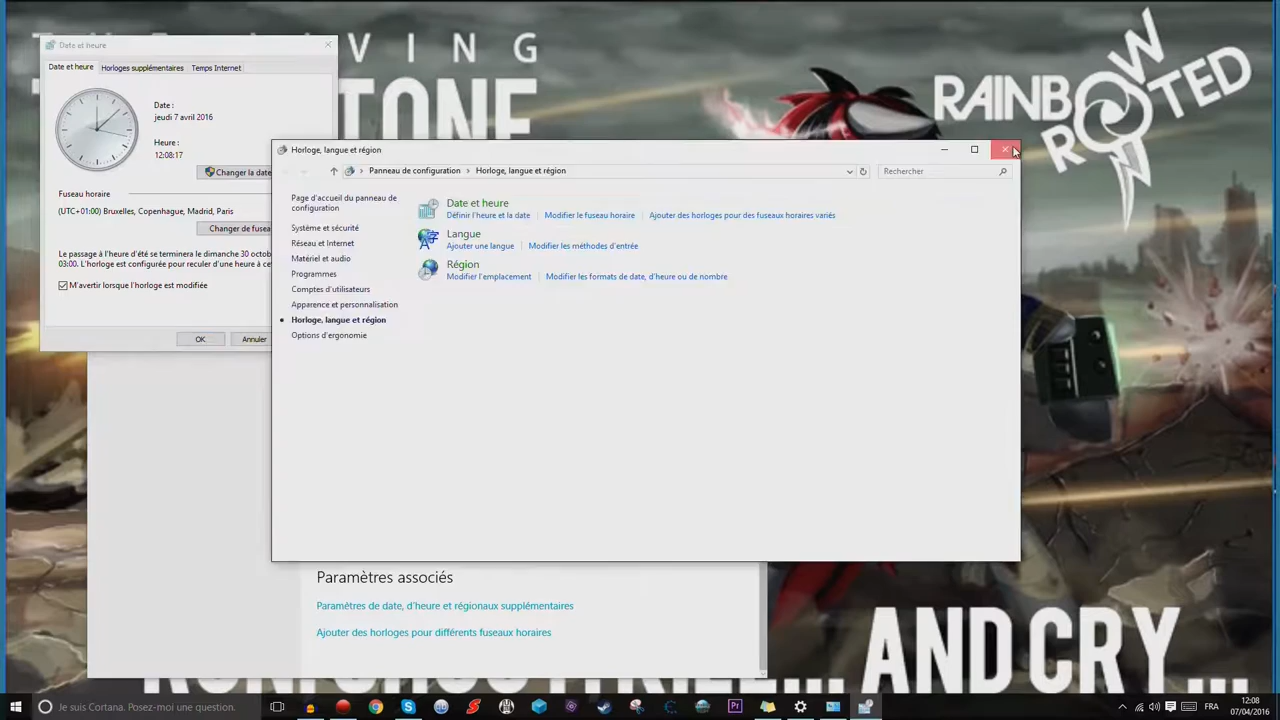 VING
TONE
RAINBOW
ROOTED
Date et heure
Date et heure
Horloges supplémentaires
Temps Internet
Date :
jeudi 7 avril 2016
Heure :
12:08:17
Changer la date
Fuseau horaire
(UTC+01:00) Bruxelles, Copenhague, Madrid, Paris
Changer de fusea
Le passage à l'heure d'été se terminera le dimanche 30 octob
03:00. L'horloge est configurée pour reculer d'une heure à ce
M'avertir lorsque l'horloge est modifiée
OK
Annuler
Horloge, langue et région
Panneau de configuration
Horloge, langue et région
Rechercher
Page d'accueil du panneau de
configuration
Système et sécurité
Réseau et Internet
Matériel et audio
Programmes
Comptes d'utilisateurs
Apparence et personnalisation
Horloge, langue et région
Options d'ergonomie
Date et heure
Définir l'heure et la date
Modifier le fuseau horaire
Ajouter des horloges pour des fuseaux horaires variés
Langue
Ajouter une langue
Modifier les méthodes d'entrée
Région
Modifier l'emplacement
Modifier les formats de date, d'heure ou de nombre
Paramètres associés
Paramètres de date, d'heure et régionaux supplémentaires
Ajouter des horloges pour différents fuseaux horaires
AND CRY...
Je suis Cortana. Posez-moi une question.
Pr
FRA
12:08
07/04/2016